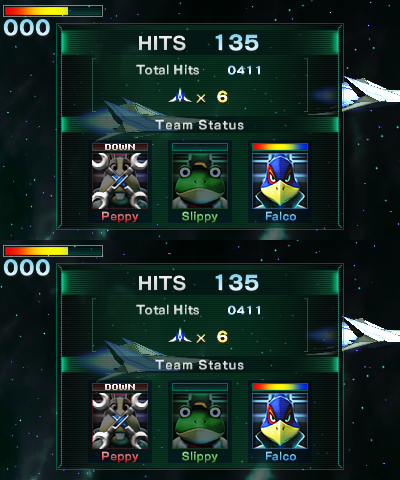 000
HITS 135
Total Hits 0411
× 6
Team Status
DOWN
Peppy Slippy Falco
000
HITS 135
Total Hits 0411
× 6
Team Status
DOWN
Peppy Slippy Falco